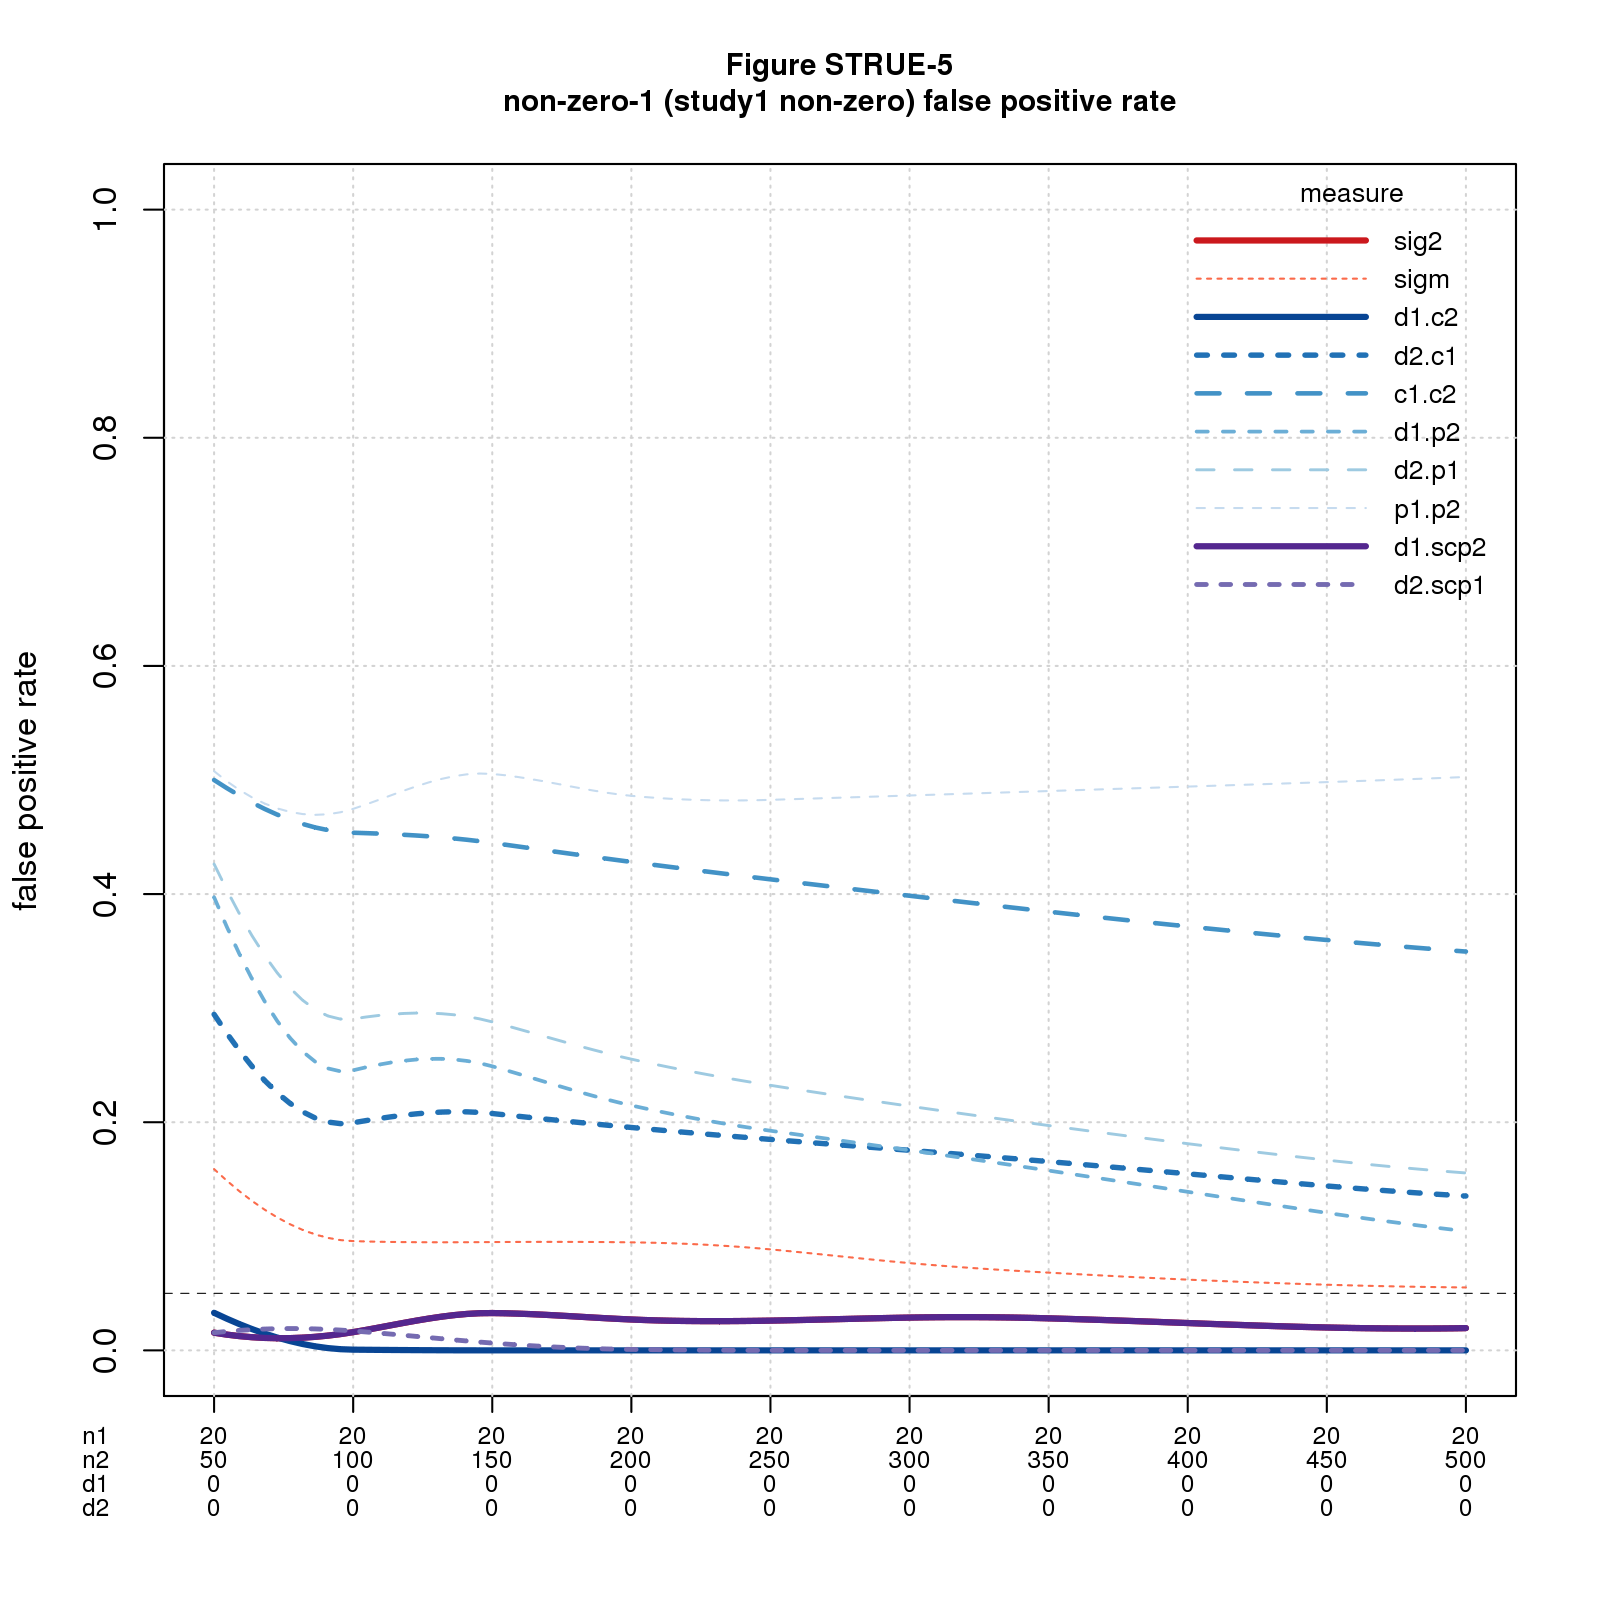 Figure STRUE-5
non-zero-1 (study1 non-zero) false positive rate
measure
sig2
sigm
d1.c2
d2.c1
c1.c2
d1.p2
d2.p1
p1.p2
d1.scp2
d2.scp1
false positive rate
1.0
0.8
0.6
0.4
0.2
0.0
n1 20 20 20 20 20 20 20 20 20 20
n2 50 100 150 200 250 300 350 400 450 500
d1 0 0 0 0 0 0 0 0 0 0
d2 0 0 0 0 0 0 0 0 0 0